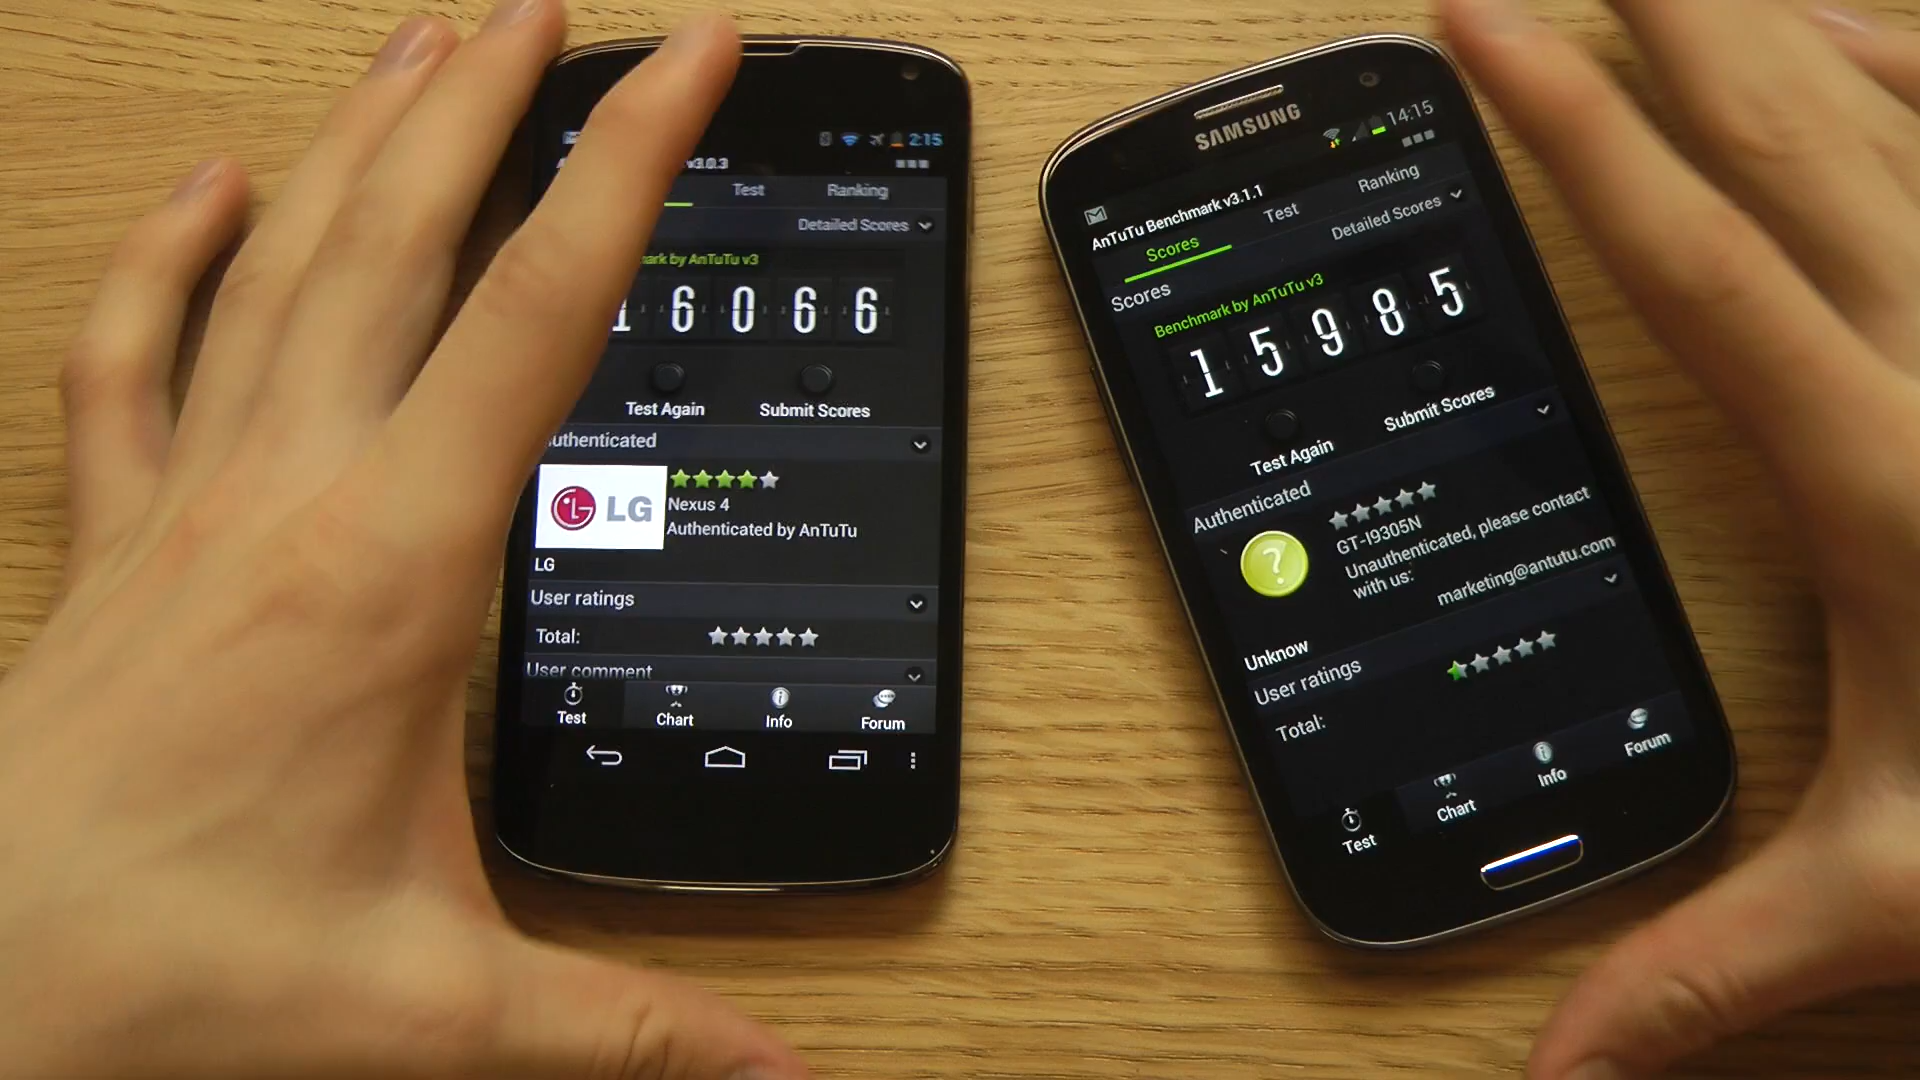 2:15
v3.0.3
Test Ranking
Detailed Scores
ark by AnTuTu v3
1 6 0 6 6
Test Again Submit Scores
uthenticated
LG
Nexus 4
Authenticated by AnTuTu
LG
User ratings
Total:
User comment
Test Chart Info Forum
SAMSUNG
14:15
AnTuTu Benchmark v3.1.1
Scores Test Ranking
Scores Detailed Scores
Benchmark by AnTuTu v3
1 5 9 8 5
Test Again Submit Scores
Authenticated
?
GT-I9305N
Unauthenticated, please contact
with us:
marketing@antutu.com
Unknow
User ratings
Total:
Test Chart Info Forum